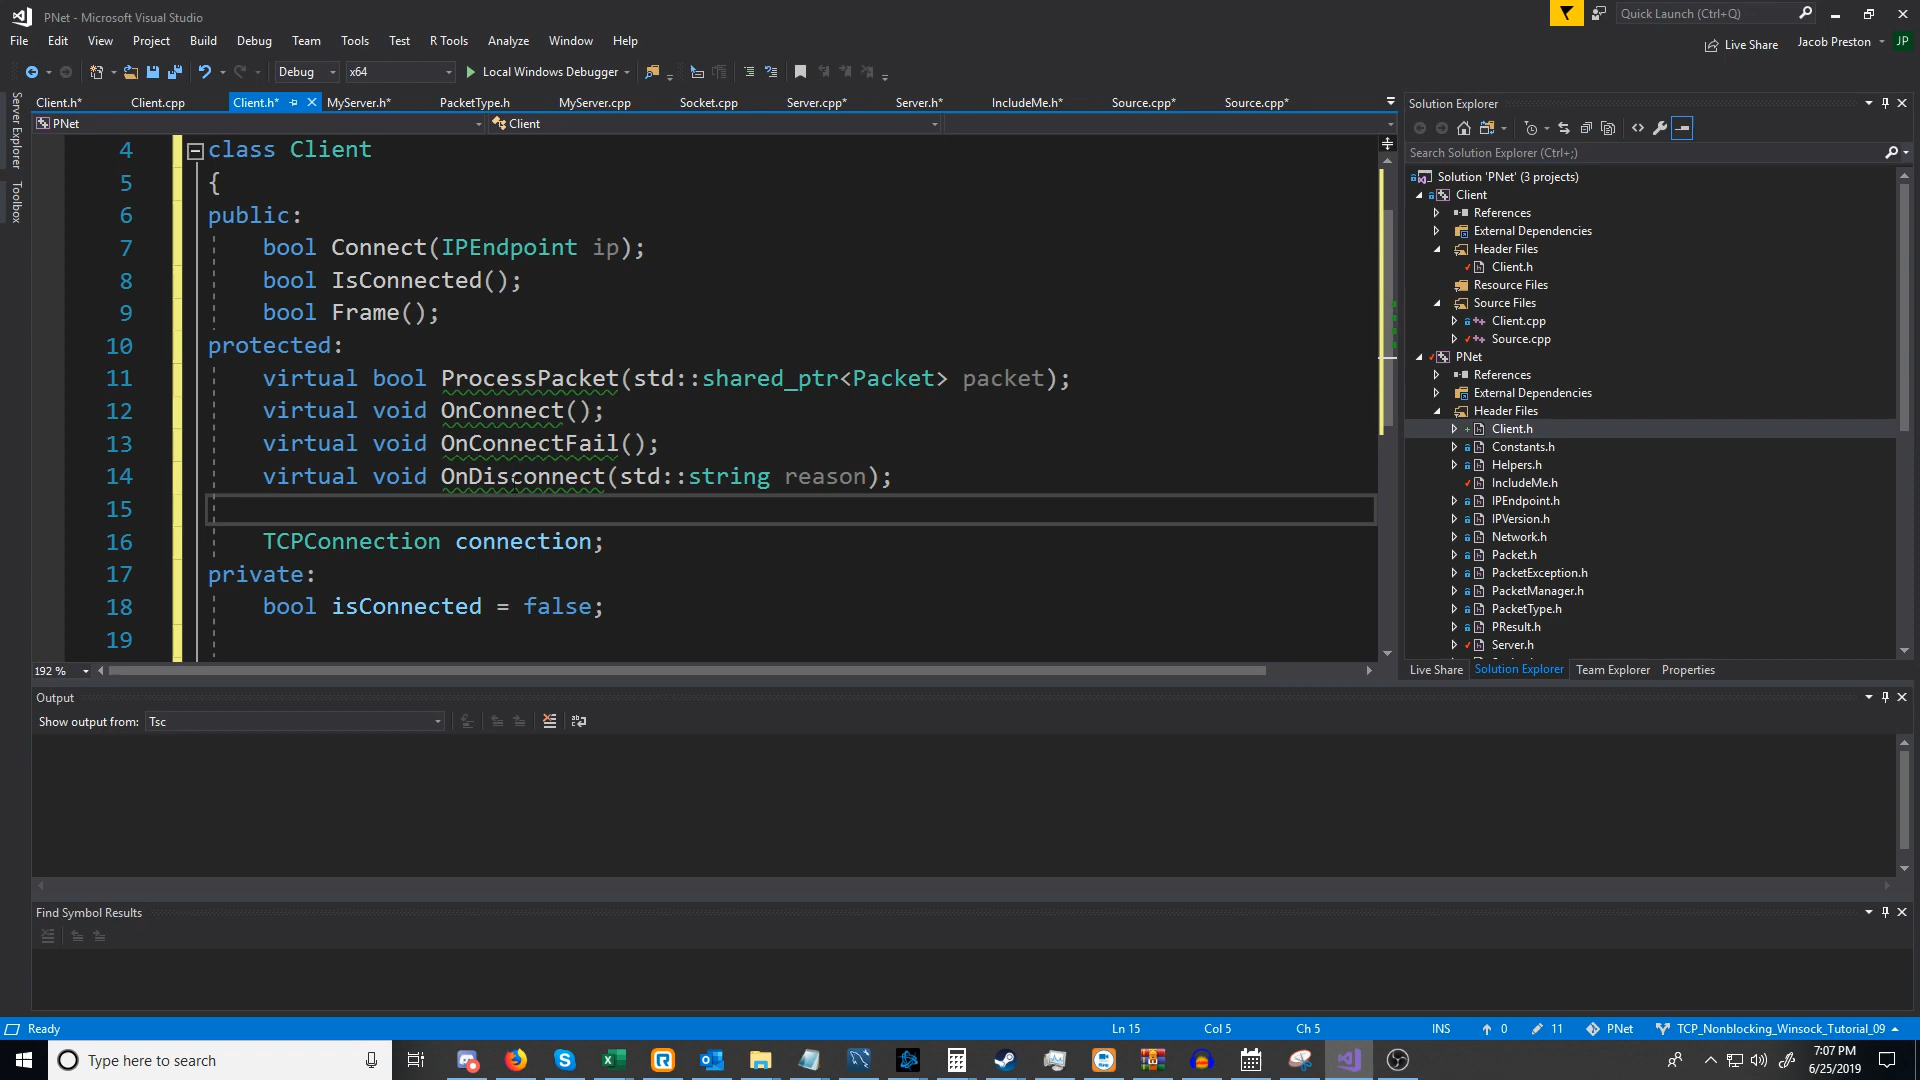 PNet - Microsoft Visual Studio
Quick Launch (Ctrl+Q)
File Edit View Project Build Debug Team Tools Test R Tools Analyze Window Help
Live Share Jacob Preston JP
Debug x64 Local Windows Debugger
Server Explorer
Toolbox
Client.h* Client.cpp Client.h* MyServer.h* PacketType.h MyServer.cpp Socket.cpp Server.cpp* Server.h* IncludeMe.h* Source.cpp* Source.cpp*
PNet Client
4 class Client
5 {
6 public:
7 bool Connect(IPEndpoint ip);
8 bool IsConnected();
9 bool Frame();
10 protected:
11 virtual bool ProcessPacket(std::shared_ptr<Packet> packet);
12 virtual void OnConnect();
13 virtual void OnConnectFail();
14 virtual void OnDisconnect(std::string reason);
15
16 TCPConnection connection;
17 private:
18 bool isConnected = false;
19
192 %
Solution Explorer
Search Solution Explorer (Ctrl+;)
Solution 'PNet' (3 projects)
Client
References
External Dependencies
Header Files
Client.h
Resource Files
Source Files
Client.cpp
Source.cpp
PNet
References
External Dependencies
Header Files
Client.h
Constants.h
Helpers.h
IncludeMe.h
IPEndpoint.h
IPVersion.h
Network.h
Packet.h
PacketException.h
PacketManager.h
PacketType.h
PResult.h
Server.h
Live Share Solution Explorer Team Explorer Properties
Output
Show output from: Tsc
Find Symbol Results
Ready Ln 15 Col 5 Ch 5 INS 0 11 PNet TCP_Nonblocking_Winsock_Tutorial_09
Type here to search
7:07 PM
6/25/2019